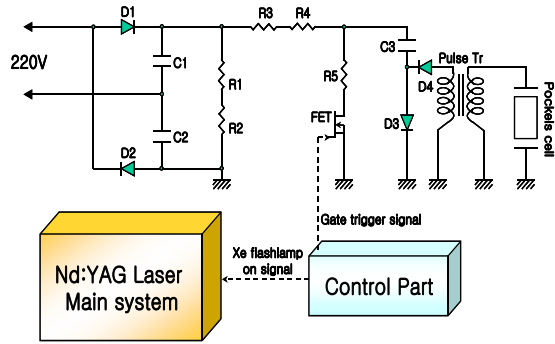 D1
R3
R4
C3
220V
C1
R1
R5
Pulse Tr
D4
FET
D3
Pockels cell
C2
R2
D2
Gate trigger signal
Xe flashlamp
on signal
Nd:YAG Laser
Main system
Control Part